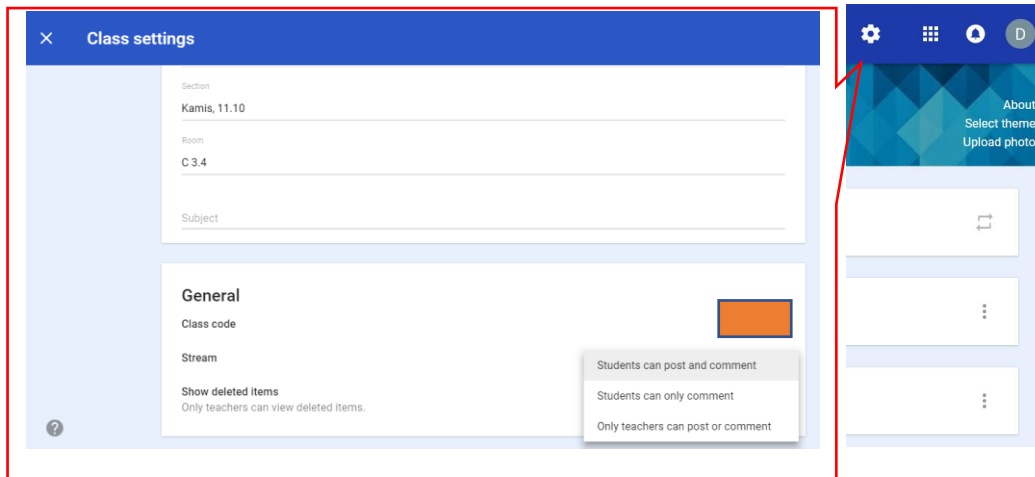 Class settings
Section
Kamis, 11.10
Room
C 3.4
Subject
General
Class code
Stream
Show deleted items
Only teachers can view deleted items.
Students can post and comment
Students can only comment
Only teachers can post or comment
?
D
About
Select theme
Upload photo